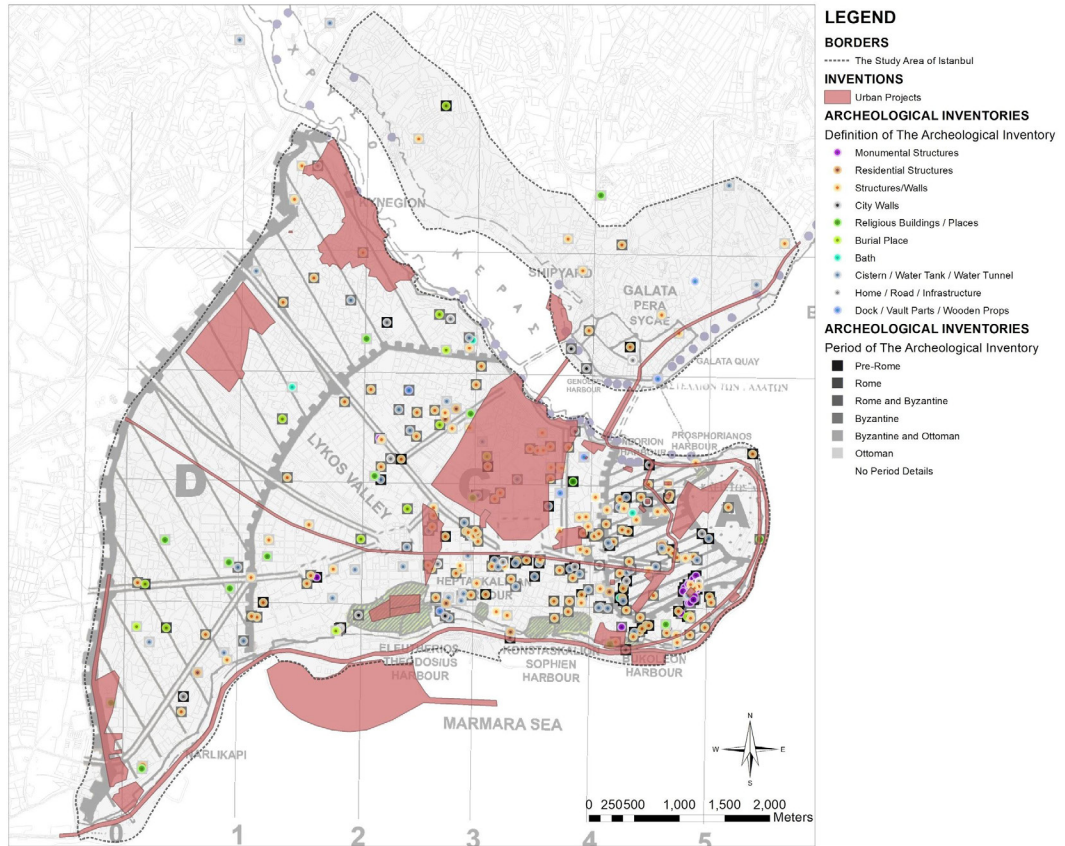 LEGEND
BORDERS
The Study Area of Istanbul
INVENTIONS
Urban Projects
ARCHEOLOGICAL INVENTORIES
Definition of The Archeological Inventory
Monumental Structures
Residential Structures
Structures/Walls
City Walls
Religious Buildings / Places
Burial Place
Bath
Cistern / Water Tank / Water Tunnel
Home / Road / Infrastructure
Dock / Vault Parts / Wooden Props
ARCHEOLOGICAL INVENTORIES
Period of The Archeological Inventory
Pre-Rome
Rome
Rome and Byzantine
Byzantine
Byzantine and Ottoman
Ottoman
No Period Details
KYNEGION
Κ Ε Ρ Α
SHIPYARD
GALATA
PERA
SYCAE
GALATA QUAY
HARBOUR
PROSPHORIANOS
HARBOUR
LYKOS VALLEY
D
C
A
HARBOUR
ELEUTHERIOS
THEODOSIUS
HARBOUR
KONSTASKALION
SOPHIEN
HARBOUR
BUKOLEON
HARBOUR
MARMARA SEA
NARLIKAPI
N
W
E
S
0 250 500 1,000 1,500 2,000
Meters
0 1 2 3 4 5